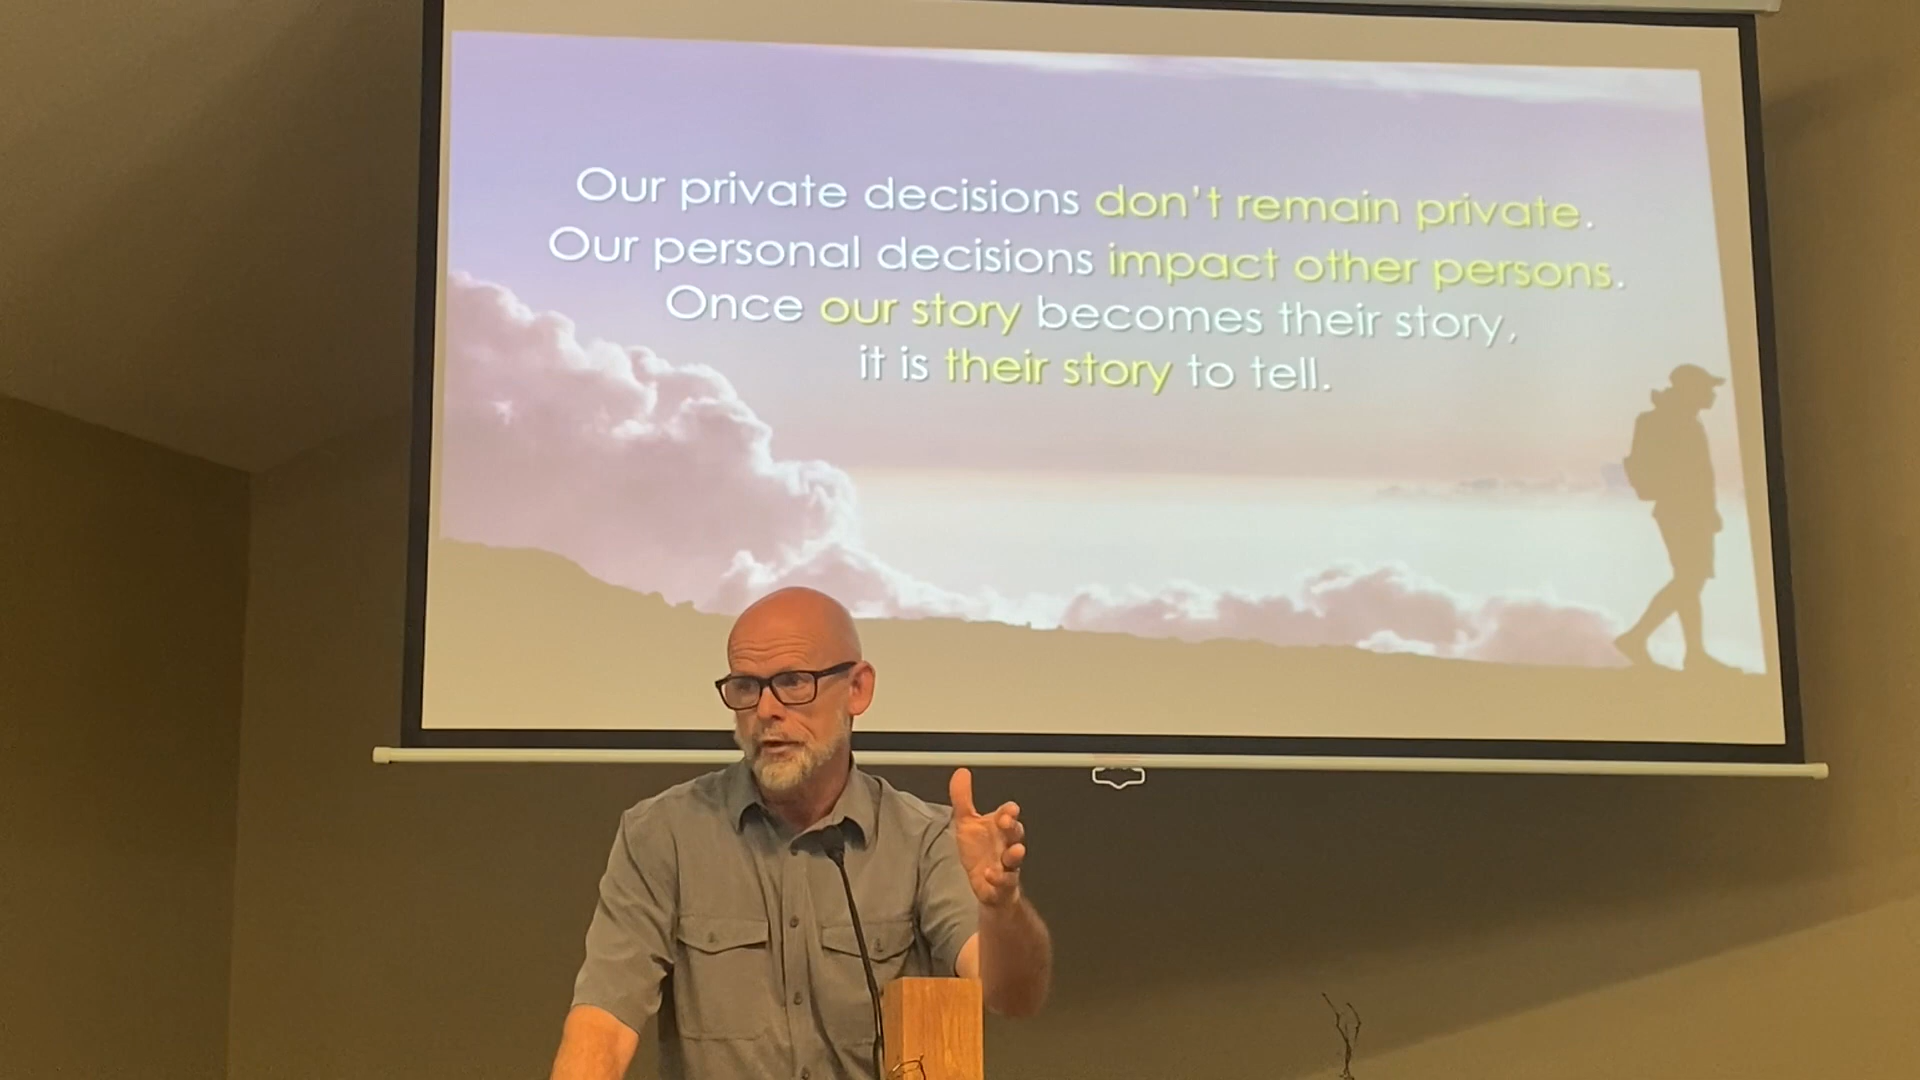 Our private decisions don't remain private.
Our personal decisions impact other persons.
Once our story becomes their story,
it is their story to tell.